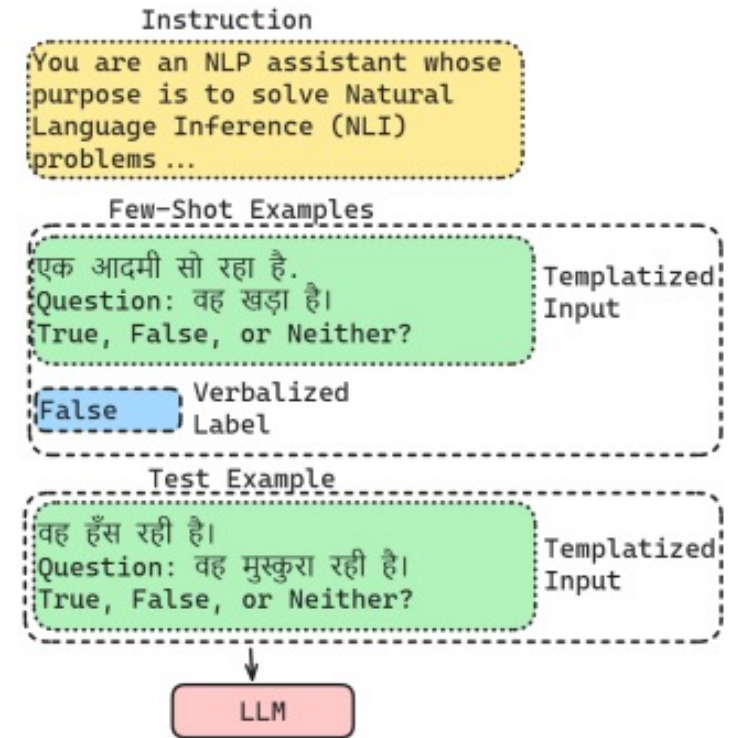 Instruction
You are an NLP assistant whose
purpose is to solve Natural
Language Inference (NLI)
problems ...
Few-Shot Examples
एक आदमी सो रहा है.
Question: वह खड़ा है।
True, False, or Neither?
Templatized
Input
False
Verbalized
Label
Test Example
वह हँस रही है।
Question: वह मुस्कुरा रही है।
True, False, or Neither?
Templatized
Input
LLM